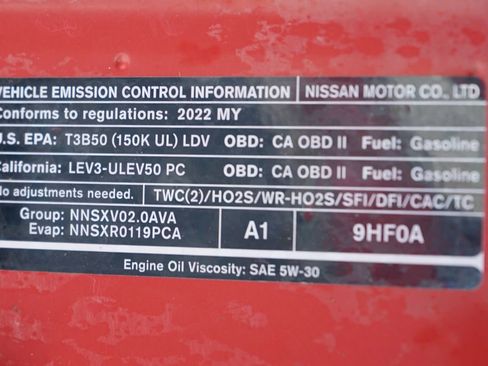 VEHICLE EMISSION CONTROL INFORMATION NISSAN MOTOR CO., LTD
Conforms to regulations: 2022 MY
U.S. EPA: T3B50 (150K UL) LDV OBD: CA OBD II Fuel: Gasoline
California: LEV3-ULEV50 PC OBD: CA OBD II Fuel: Gasoline
No adjustments needed. TWC(2)/HO2S/WR-HO2S/SFI/DFI/CAC/TC
Group: NNSXV02.0AVA
Evap: NNSXR0119PCA
A1 9HF0A
Engine Oil Viscosity: SAE 5W-30